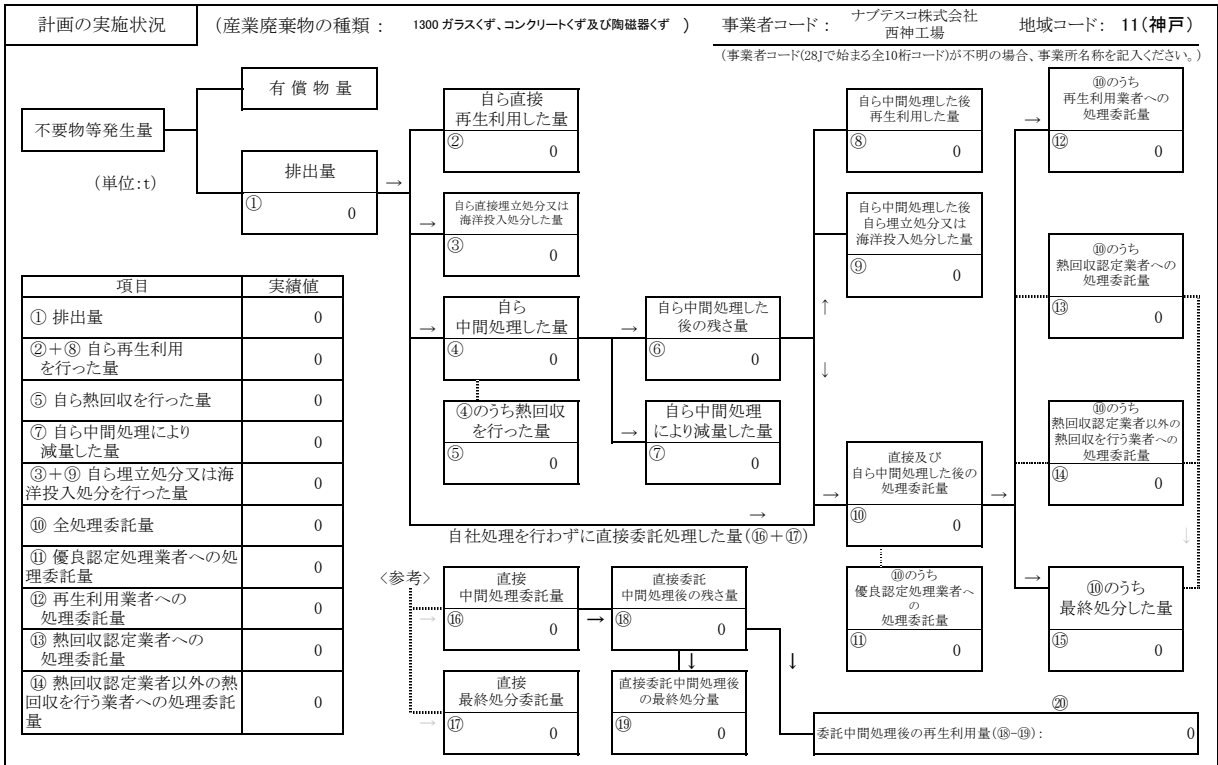 計画の実施状況
（産業廃棄物の種類： 1300 ガラスくず、コンクリートくず及び陶磁器くず ）
事業者コード： ナブテスコ株式会社
西神工場
地域コード： 11(神戸)
（事業者コード(28Jで始まる全10桁コード)が不明の場合、事業所名称を記入ください。）
不要物等発生量
（単位:t）
有償物量
排出量
① 0
→
自ら直接
再生利用した量
② 0
→
自ら直接埋立処分又は
海洋投入処分した量
③ 0
→
自ら
中間処理した量
④ 0
④のうち熱回収
を行った量
⑤ 0
→
自ら中間処理した
後の残さ量
⑥ 0
→
自ら中間処理
により減量した量
⑦ 0
自ら中間処理した後
再生利用した量
⑧ 0
自ら中間処理した後
自ら埋立処分又は
海洋投入処分した量
⑨ 0
↑
↓
→
直接及び
自ら中間処理した後の
処理委託量
⑩ 0
→
⑩のうち
優良認定処理業者へ
の
処理委託量
⑪ 0
→
⑩のうち
再生利用業者への
処理委託量
⑫ 0
⑩のうち
熱回収認定業者への
処理委託量
⑬ 0
⑩のうち
熱回収認定業者以外の
熱回収を行う業者への
処理委託量
⑭ 0
↓
→
⑩のうち
最終処分した量
⑮ 0
項目 実績値
① 排出量 0
②＋⑧ 自ら再生利用
を行った量 0
⑤ 自ら熱回収を行った量 0
⑦ 自ら中間処理により
減量した量 0
③＋⑨ 自ら埋立処分又は海
洋投入処分を行った量 0
⑩ 全処理委託量 0
⑪ 優良認定処理業者への処
理委託量 0
⑫ 再生利用業者への
処理委託量 0
⑬ 熱回収認定業者への
処理委託量 0
⑭ 熱回収認定業者以外の熱
回収を行う業者への処理委託
量 0
→
自社処理を行わずに直接委託処理した量(⑯＋⑰)
〈参考〉
→
直接
中間処理委託量
⑯ 0
→
直接委託
中間処理後の残さ量
⑱ 0
→
直接
最終処分委託量
⑰ 0
↓
直接委託中間処理後
の最終処分量
⑲ 0
↓
⑳
委託中間処理後の再生利用量(⑱-⑲)： 0